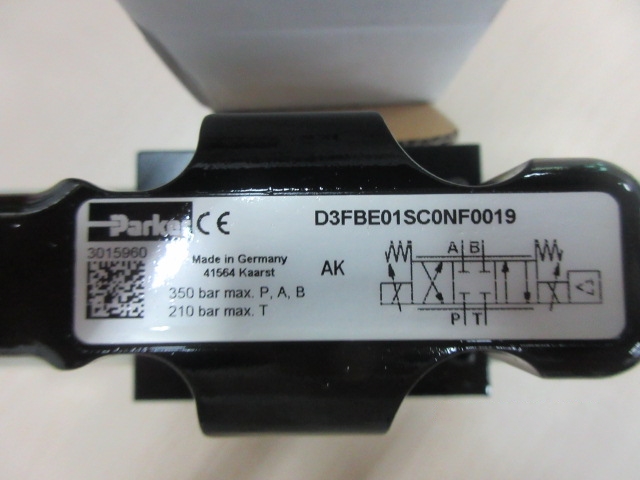 Parker CE
D3FBE01SC0NF0019
3015960
Made in Germany
41564 Kaarst
AK
350 bar max. P, A, B
210 bar max. T
A B
P T